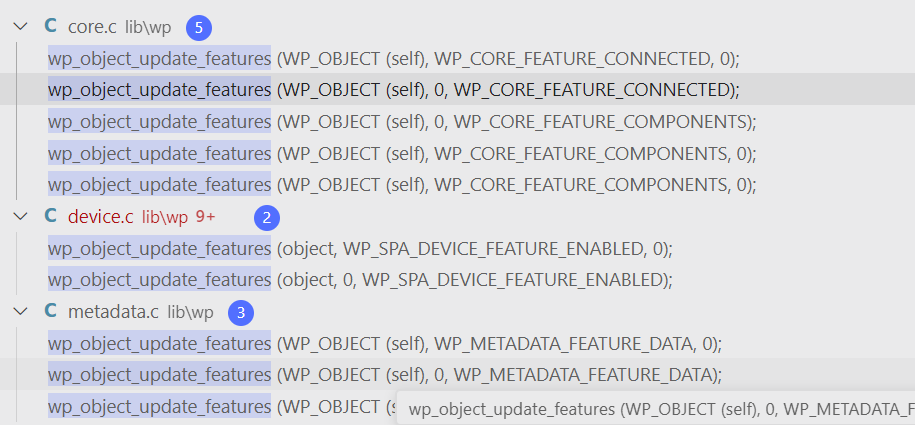 core.c lib\wp 5
wp_object_update_features (WP_OBJECT (self), WP_CORE_FEATURE_CONNECTED, 0);
wp_object_update_features (WP_OBJECT (self), 0, WP_CORE_FEATURE_CONNECTED);
wp_object_update_features (WP_OBJECT (self), 0, WP_CORE_FEATURE_COMPONENTS);
wp_object_update_features (WP_OBJECT (self), WP_CORE_FEATURE_COMPONENTS, 0);
wp_object_update_features (WP_OBJECT (self), WP_CORE_FEATURE_COMPONENTS, 0);
C device.c lib\wp 9+ 2
wp_object_update_features (object, WP_SPA_DEVICE_FEATURE_ENABLED, 0);
wp_object_update_features (object, 0, WP_SPA_DEVICE_FEATURE_ENABLED);
C metadata.c lib\wp 3
wp_object_update_features (WP_OBJECT (self), WP_METADATA_FEATURE_DATA, 0);
wp_object_update_features (WP_OBJECT (self), 0, WP_METADATA_FEATURE_DATA);
wp_object_update_features (WP_OBJECT (s
wp_object_update_features (WP_OBJECT (self), 0, WP_METADATA_F